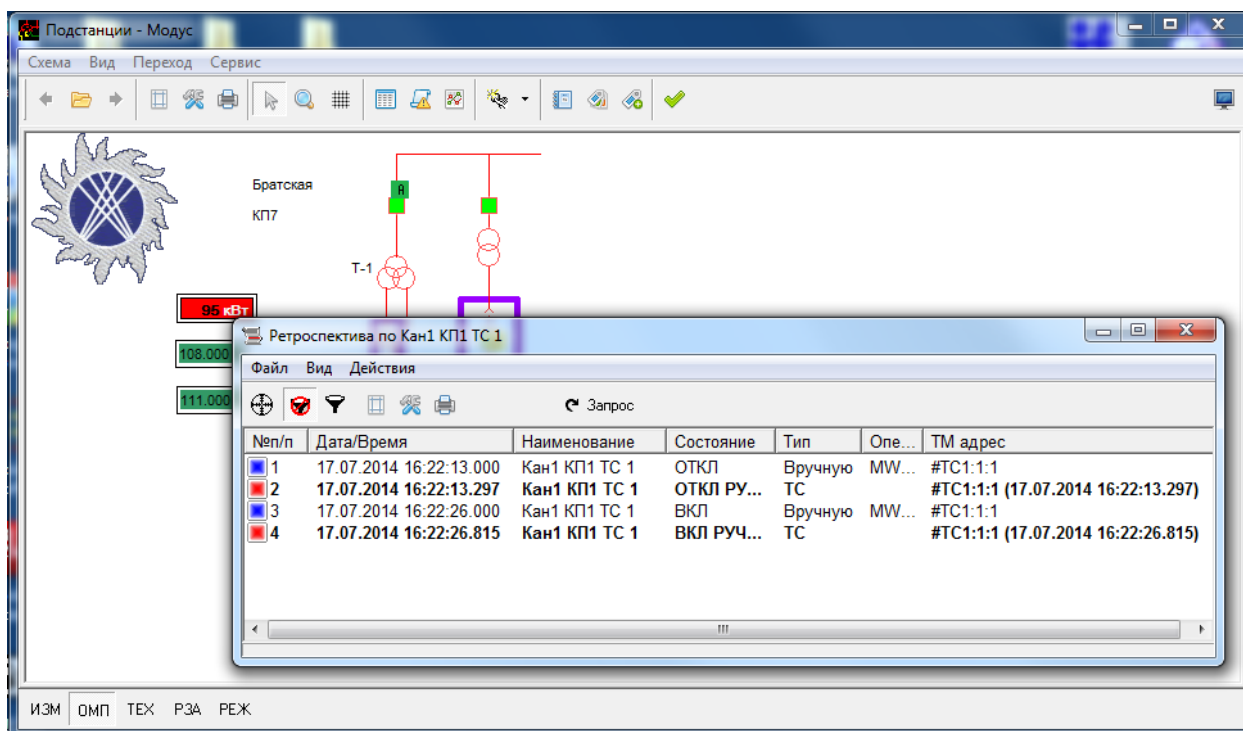 Подстанции - Модус
Схема Вид Переход Сервис
Братская
А
КП7
Т-1
95 кВт
108.000
111.000
Ретроспектива по Кан1 КП1 ТС 1
Файл Вид Действия
Запрос
№п/п Дата/Время Наименование Состояние Тип Опе... ТМ адрес
1 17.07.2014 16:22:13.000 Кан1 КП1 ТС 1 ОТКЛ Вручную MW... #TC1:1:1
2 17.07.2014 16:22:13.297 Кан1 КП1 ТС 1 ОТКЛ РУ... ТС #TC1:1:1 (17.07.2014 16:22:13.297)
3 17.07.2014 16:22:26.000 Кан1 КП1 ТС 1 ВКЛ Вручную MW... #TC1:1:1
4 17.07.2014 16:22:26.815 Кан1 КП1 ТС 1 ВКЛ РУЧ... ТС #TC1:1:1 (17.07.2014 16:22:26.815)
ИЗМ ОМП ТЕХ РЗА РЕЖ